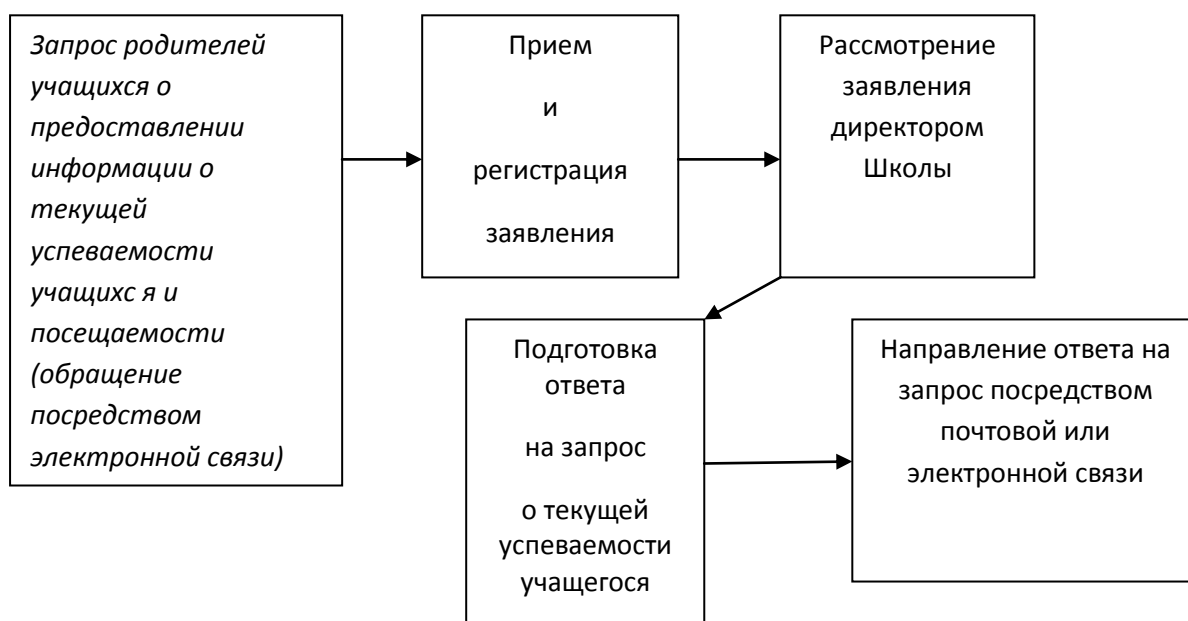 Запрос родителей
учащихся о
предоставлении
информации о
текущей
успеваемости
учащихс я и
посещаемости
(обращение
посредством
электронной связи)
Прием
и
регистрация
заявления
Рассмотрение
заявления
директором
Школы
Подготовка
ответа
на запрос
о текущей
успеваемости
учащегося
Направление ответа на
запрос посредством
почтовой или
электронной связи